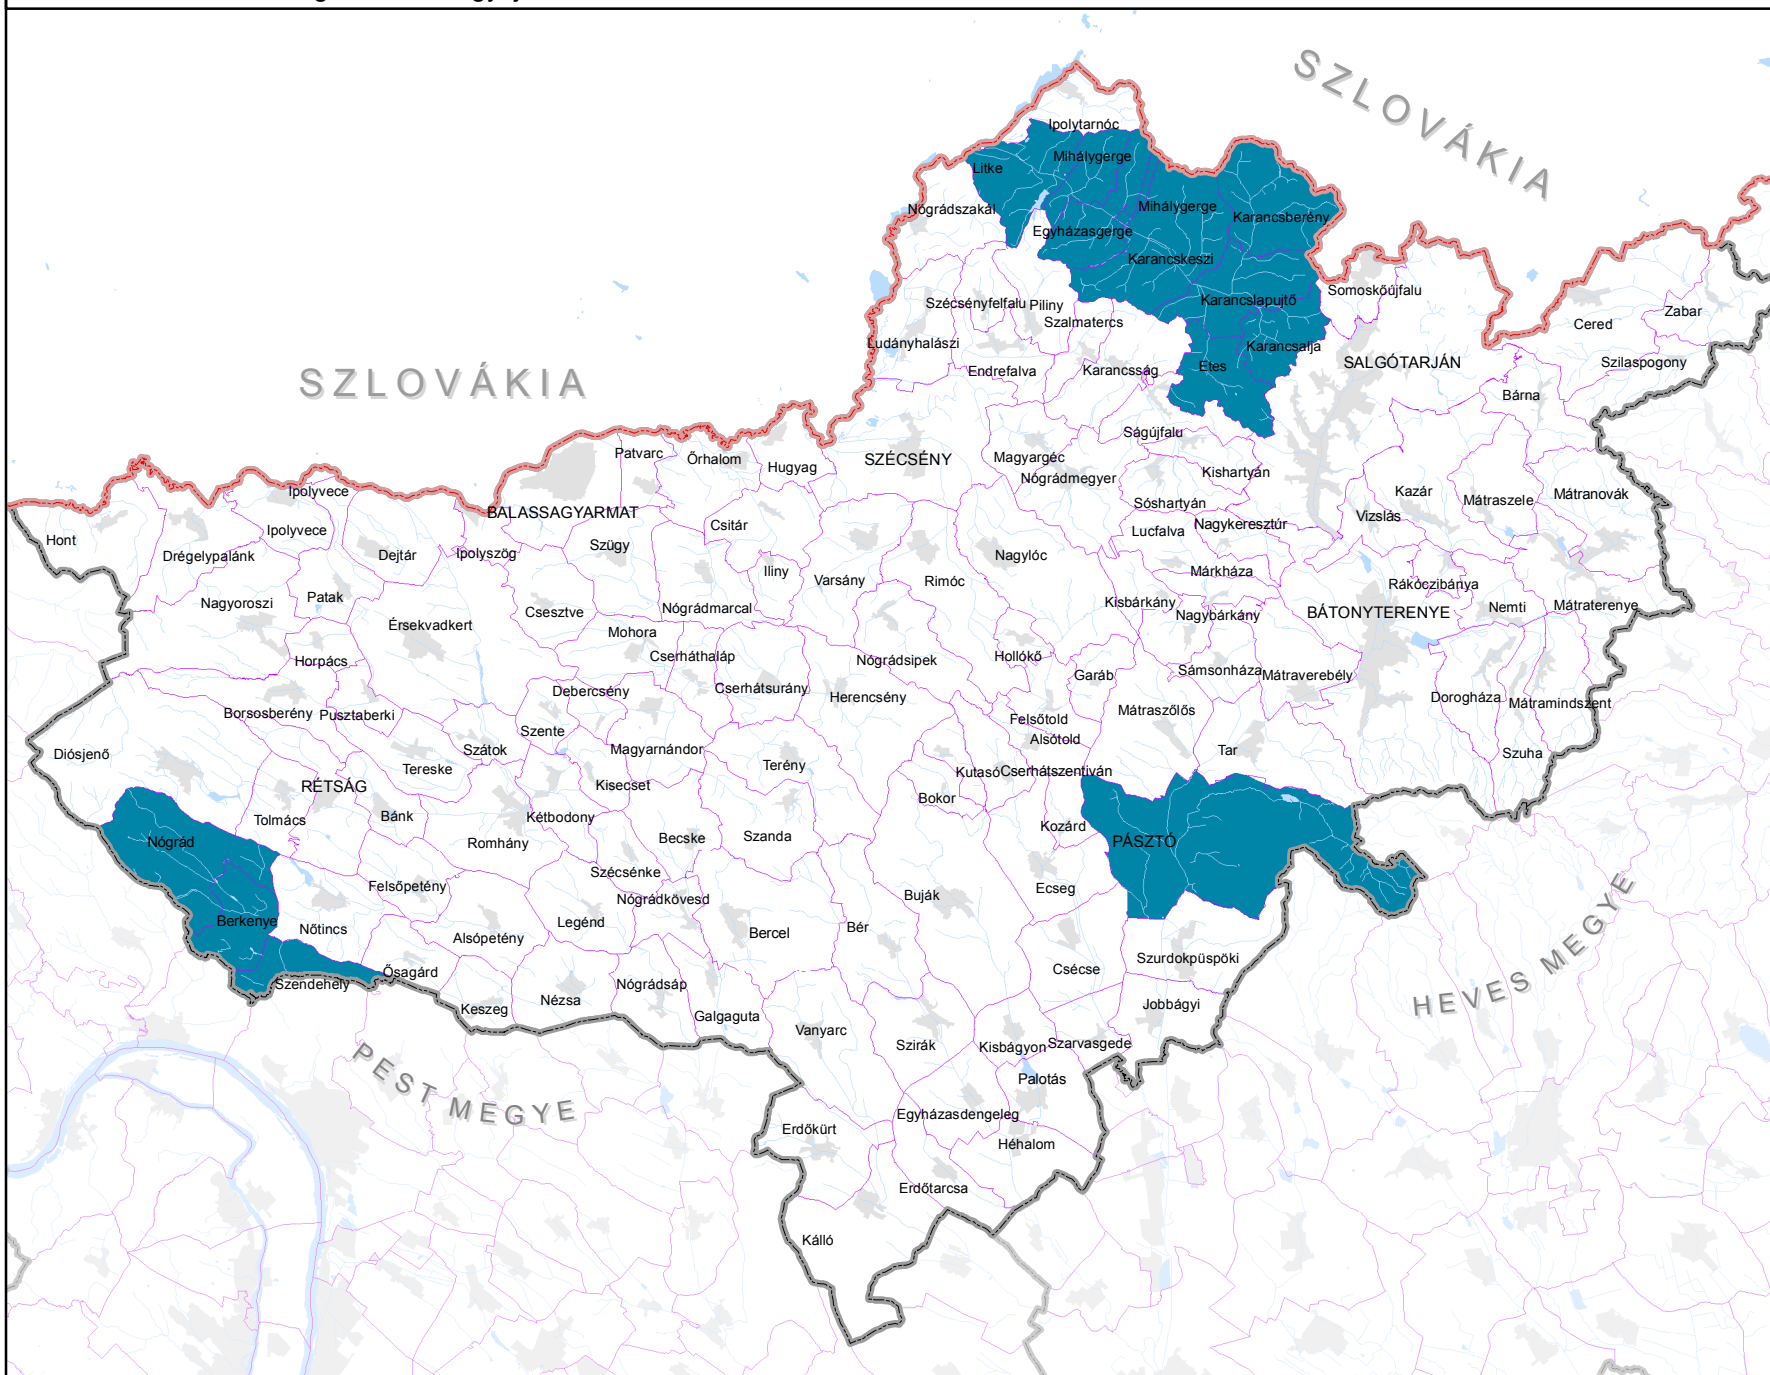 SZLOVÁKIA
Ipolytarnóc
Mihálygerge
Litke
Nógrádszakál
Mihálygerge
Karancsberény
Egyházasgerge
Karancskeszi
Somoskőújfalu
Szécsényfelfalu
Piliny
Karancslapujtő
Zabar
Szalmatercs
Cered
Ludányhalászi
Karancsalja
SALGÓTARJÁN
Szilaspogony
Endrefalva
Karancsság
Etes
SZLOVÁKIA
Bárna
Ságújfalu
Patvarc
Őrhalom
Hugyag
SZÉCSÉNY
Magyargéc
Nógrádmegyer
Kishartyán
Ipolyvece
Kazár
Mátraszele
Mátranovák
Sóshartyán
BALASSAGYARMAT
Csitár
Vizslás
Ipolyvece
Nagykeresztúr
Lucfalva
Hont
Drégelypalánk
Dejtár
Ipolyszög
Szügy
Nagylóc
Iliny
Varsány
Rimóc
Márkháza
Rákóczibánya
Patak
Nagyoroszi
Csesztve
Nógrádmarcal
Kisbárkány
Nagybárkány
BÁTONYTERENYE
Nemti
Mátraterenye
Érsekvadkert
Mohora
Cserháthaláp
Horpács
Nógrádsipek
Hollókő
Garáb
Sámsonháza
Mátraverebély
Debercsény
Cserhátsurány
Herencsény
Dorogháza
Mátramindszent
Borsosberény
Pusztaberki
Mátraszőlős
Felsőtold
Szente
Alsótold
Diósjenő
Szátok
Magyarnándor
Tar
Szuha
Tereske
Terény
Kutasó
Cserhátszentiván
RÉTSÁG
Kisecset
Bokor
Tolmács
Bánk
Kétbodony
Kozárd
Nógrád
Romhány
Becske
Szanda
PÁSZTÓ
Szécsénke
Felsőpetény
Nógrádkövesd
Buják
Ecseg
Berkenye
Nőtincs
Legénd
Alsópetény
Bercel
Bér
Szurdokpüspöki
Csécse
Ősagárd
Szendehely
Nézsa
Nógrádsáp
HEVES MEGYE
Keszeg
Galgaguta
Jobbágyi
Vanyarc
Szirák
Kisbágyon
Szarvasgede
PEST MEGYE
Palotás
Egyházasdengeleg
Erdőkürt
Héhalom
Erdőtarcsa
Kálló